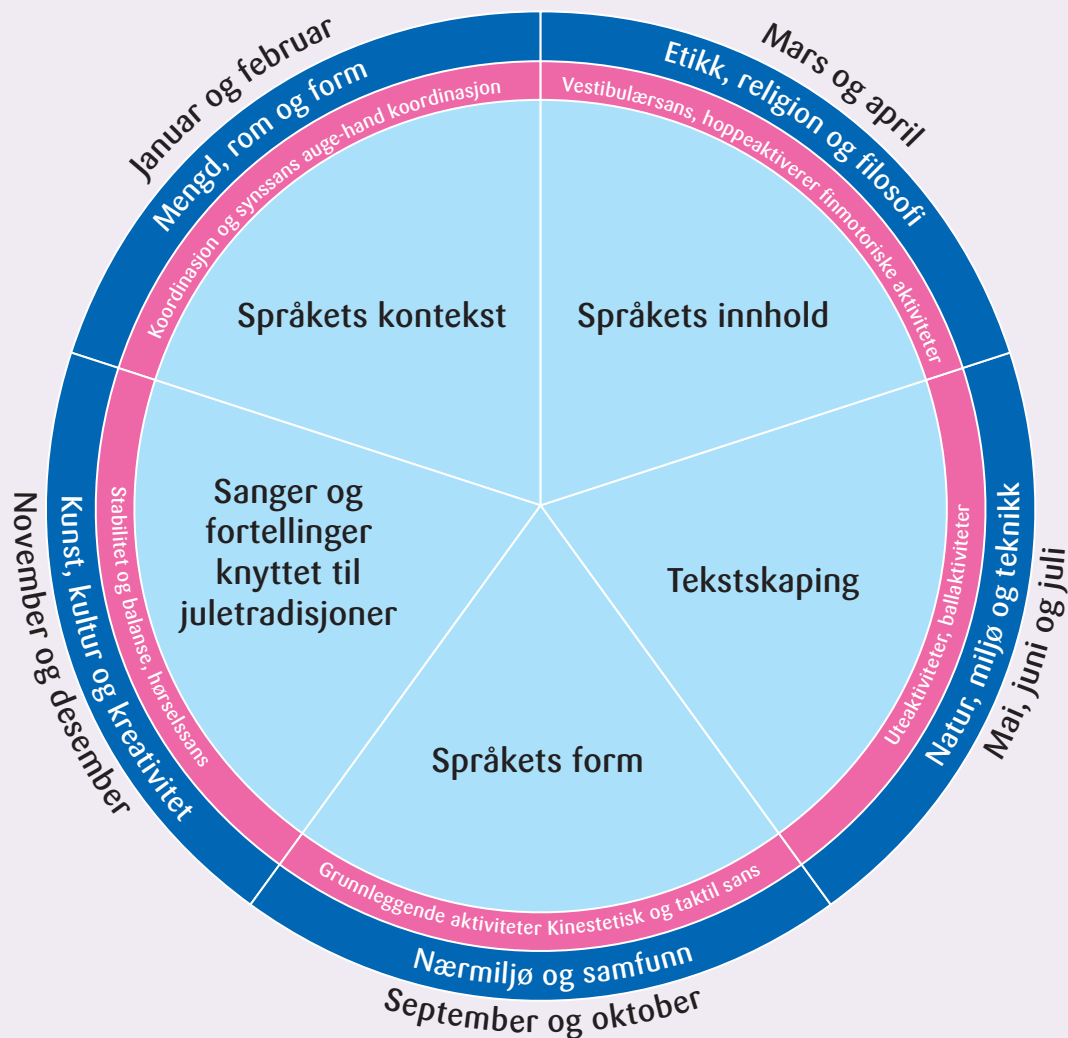 Januar og februar
Mengd, rom og form
Koordinasjon og synssans auge-hand koordinasjon
Språkets kontekst
Mars og april
Etikk, religion og filosofi
Vestibulærsans, hoppeaktiverer finmotoriske aktiviteter
Språkets innhold
Mai, juni og juli
Natur, miljø og teknikk
Uteaktiviteter, ballaktiviteter
Tekstskaping
September og oktober
Nærmiljø og samfunn
Grunnleggende aktiviteter Kinestetisk og taktil sans
Språkets form
November og desember
Kunst, kultur og kreativitet
Stabilitet og balanse, hørselssans
Sanger og
fortellinger
knyttet til
juletradisjoner